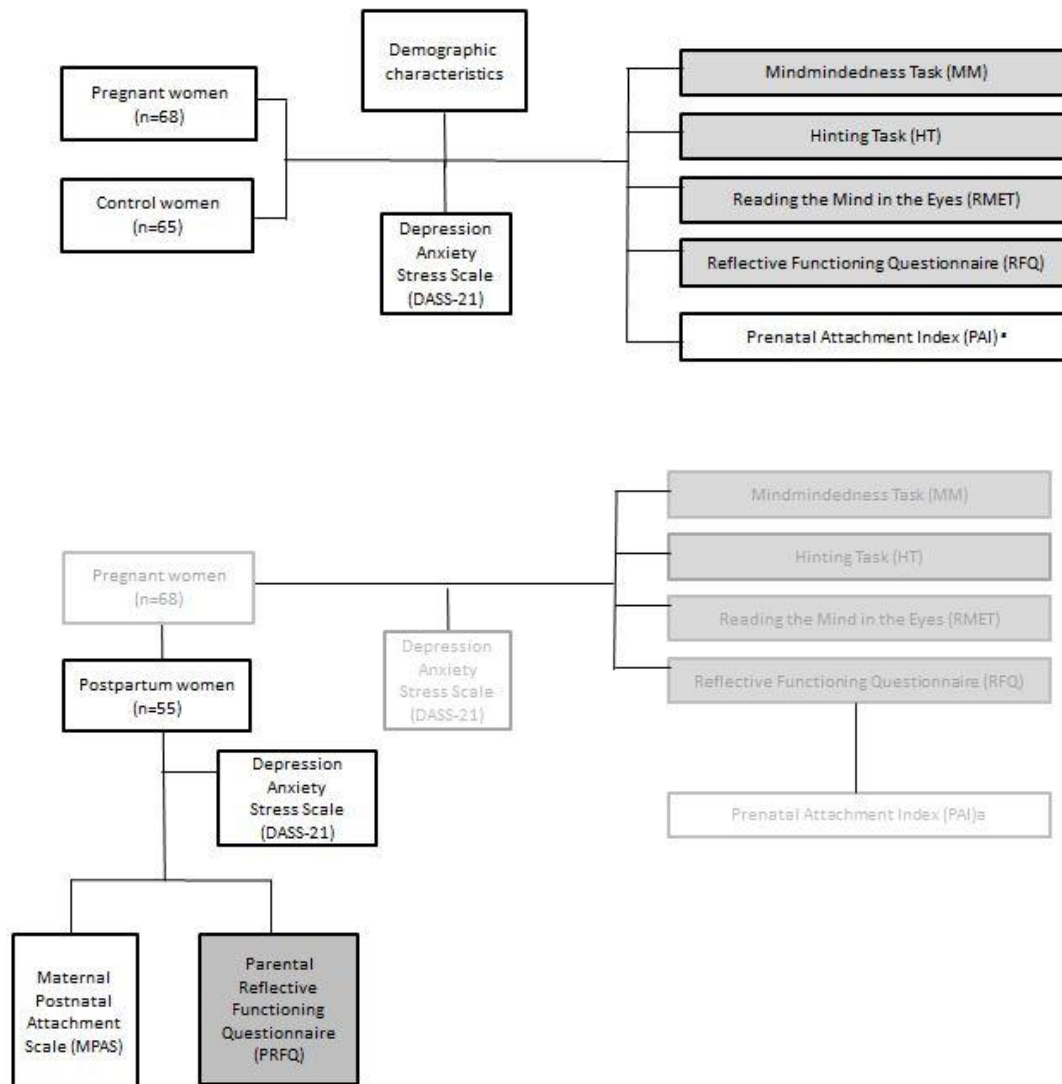 Demographic
characteristics
Pregnant women
(n=68)
Control women
(n=65)
Depression
Anxiety
Stress Scale
(DASS-21)
Mindmindedness Task (MM)
Hinting Task (HT)
Reading the Mind in the Eyes (RMET)
Reflective Functioning Questionnaire (RFQ)
Prenatal Attachment Index (PAI)ª
Pregnant women
(n=68)
Postpartum women
(n=55)
Depression
Anxiety
Stress Scale
(DASS-21)
Depression
Anxiety
Stress Scale
(DASS-21)
Mindmindedness Task (MM)
Hinting Task (HT)
Reading the Mind in the Eyes (RMET)
Reflective Functioning Questionnaire (RFQ)
Prenatal Attachment Index (PAI)a
Maternal
Postnatal
Attachment
Scale (MPAS)
Parental
Reflective
Functioning
Questionnaire
(PRFQ)